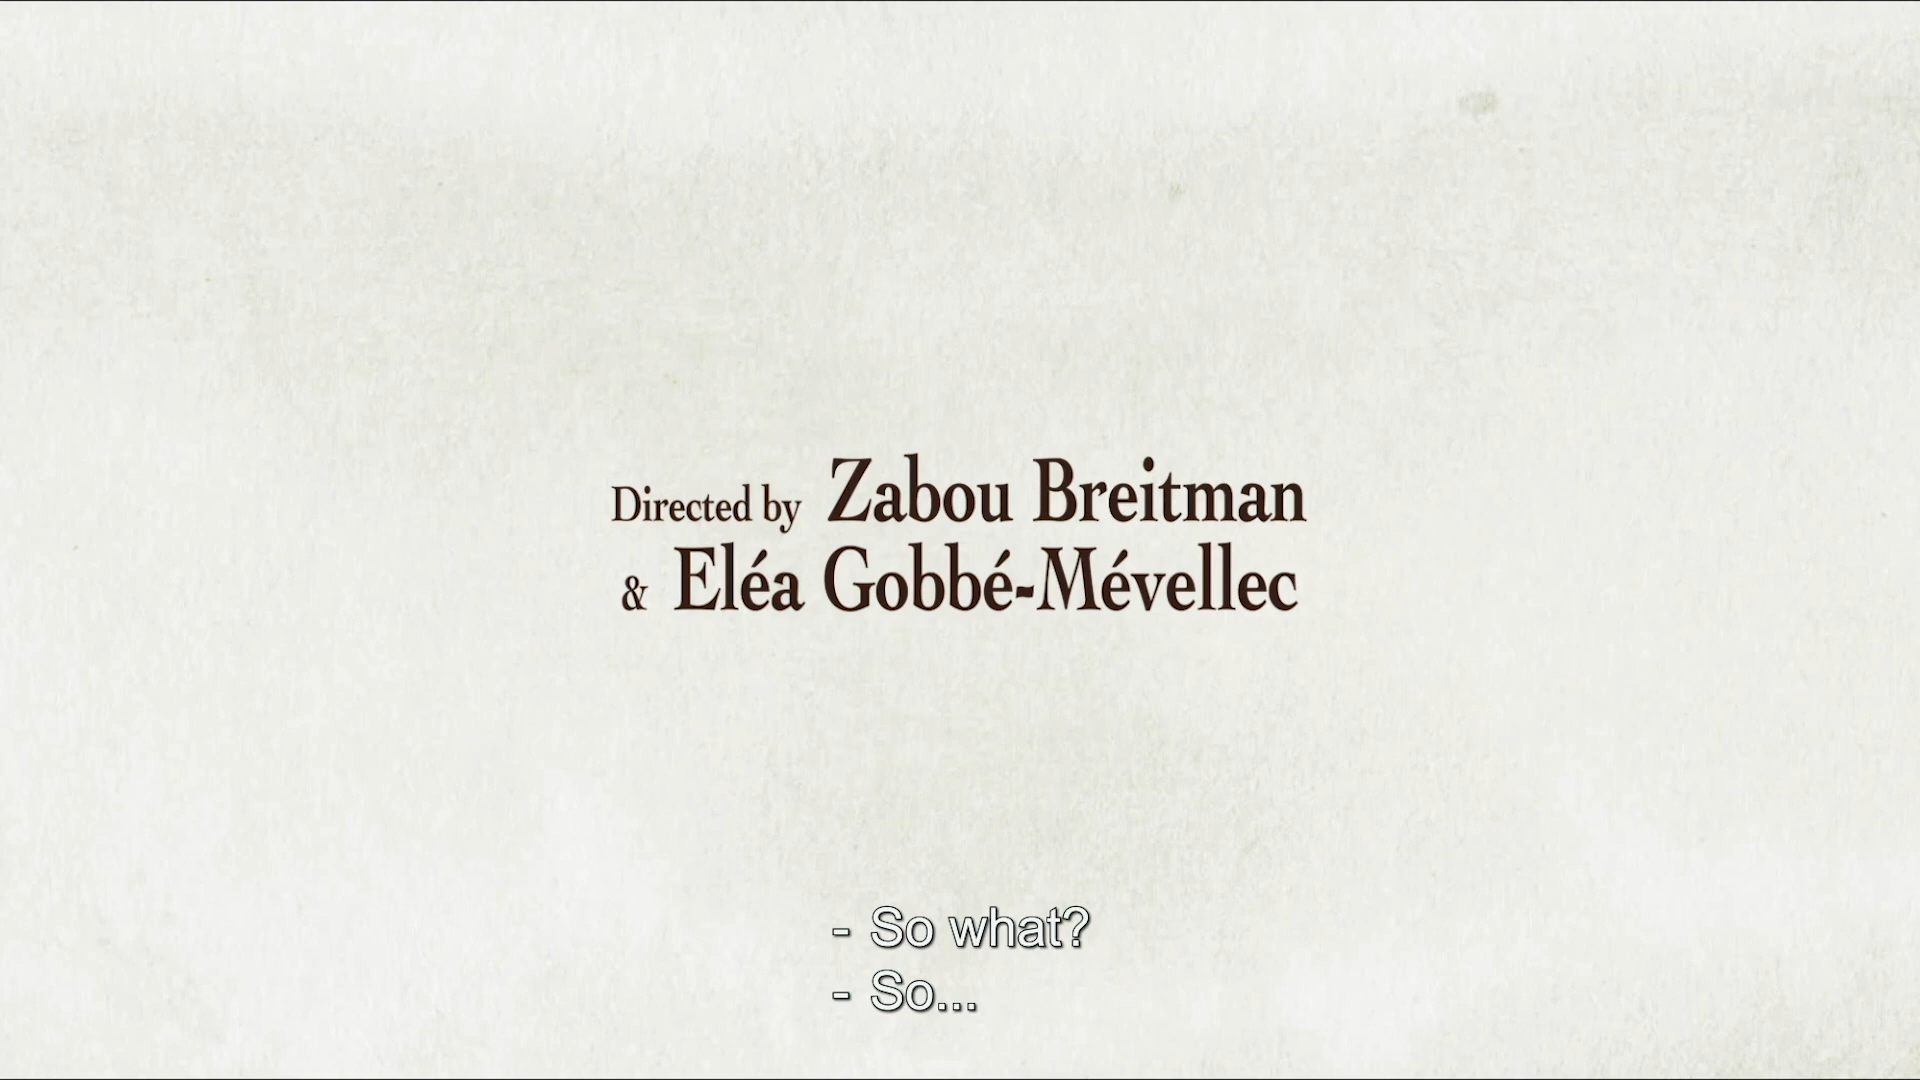 Directed by Zabou Breitman
& Eléa Gobbé-Mévellec
- So what?
- So...